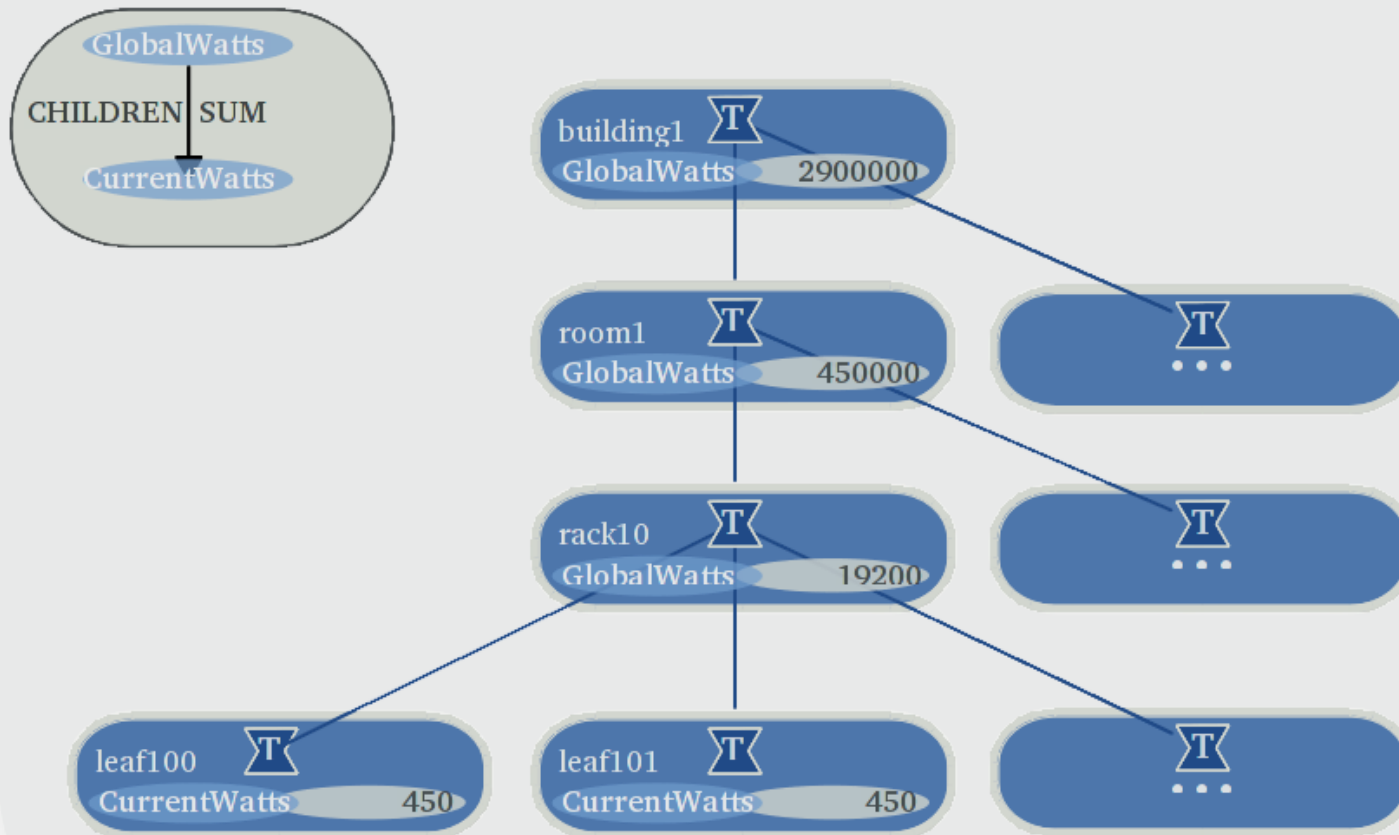 GlobalWatts
CHILDREN SUM
CurrentWatts
T
building1
GlobalWatts 2900000
T
room1
GlobalWatts 450000
T
...
T
rack10
GlobalWatts 19200
T
...
T
leaf100
CurrentWatts 450
T
leaf101
CurrentWatts 450
T
...